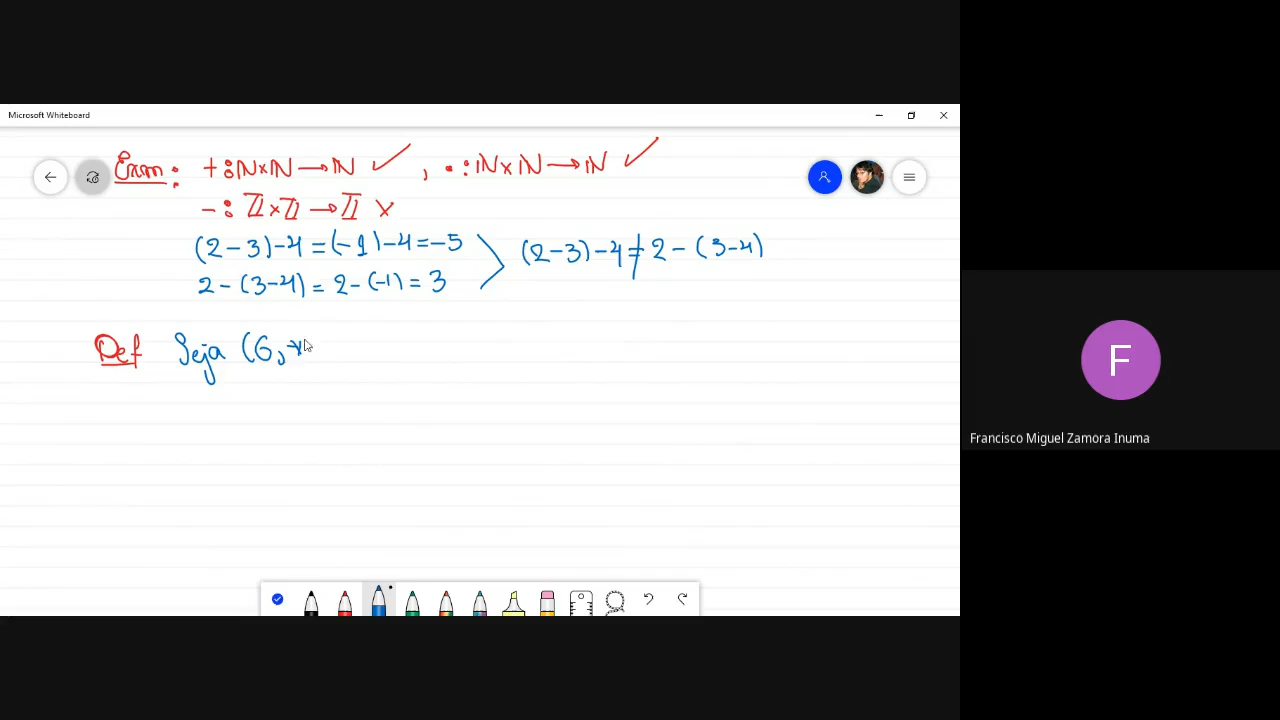 Microsoft Whiteboard
Exm: + : ℕ×ℕ → ℕ ✓ , • : ℕ×ℕ → ℕ ✓
- : ℤ×ℤ → ℤ ×
(2-3)-4 = (-1)-4 = -5
2-(3-4) = 2-(-1) = 3
(2-3)-4 ≠ 2-(3-4)
Def Seja (G, *
F
Francisco Miguel Zamora Inuma